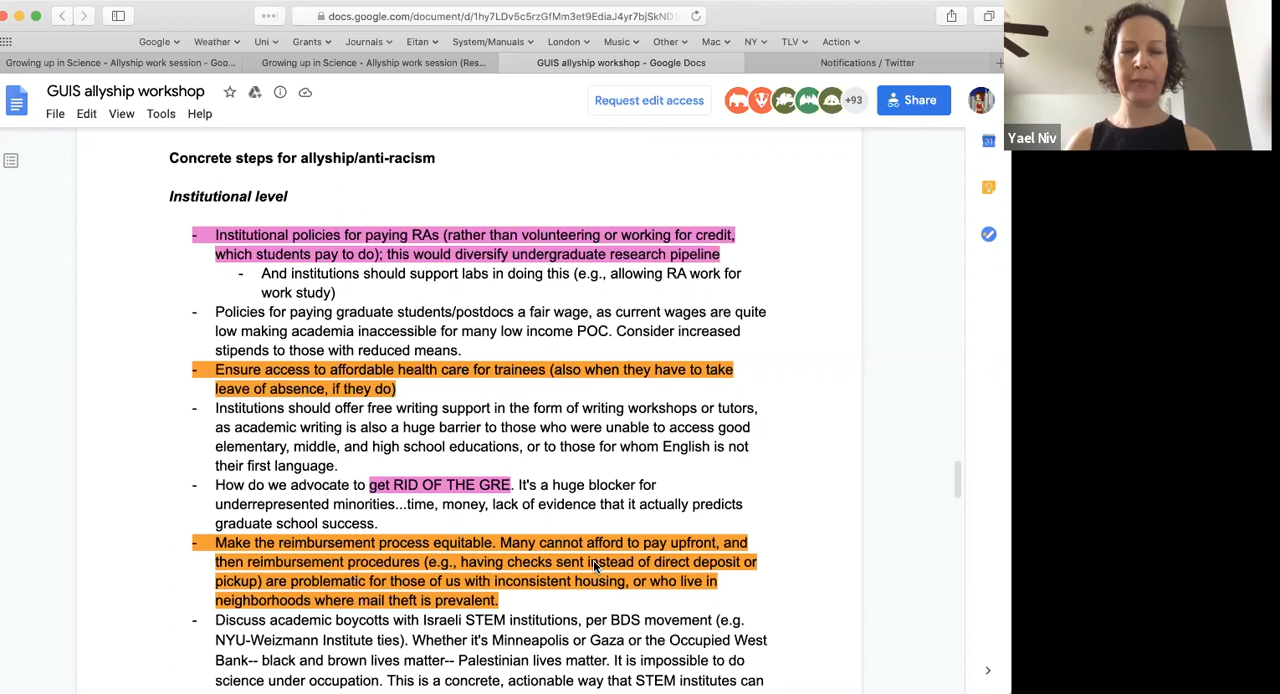 docs.google.com/document/d/1hy7LDv5c5rzGfMm3et9EdiaJ4yr7bjSkND
Google Weather Uni Grants Journals Eitan System/Manuals London Music Other Mac NY TLV Action
Growing up in Science - Allyship work session - Goo... Growing up in Science - Allyship work session (Res... GUIS allyship workshop - Google Docs Notifications / Twitter
GUIS allyship workshop
File Edit View Tools Help
Request edit access
+93
Share
31
Yael Niv
Concrete steps for allyship/anti-racism
Institutional level
- Institutional policies for paying RAs (rather than volunteering or working for credit,
which students pay to do); this would diversify undergraduate research pipeline
- And institutions should support labs in doing this (e.g., allowing RA work for
work study)
- Policies for paying graduate students/postdocs a fair wage, as current wages are quite
low making academia inaccessible for many low income POC. Consider increased
stipends to those with reduced means.
- Ensure access to affordable health care for trainees (also when they have to take
leave of absence, if they do)
- Institutions should offer free writing support in the form of writing workshops or tutors,
as academic writing is also a huge barrier to those who were unable to access good
elementary, middle, and high school educations, or to those for whom English is not
their first language.
- How do we advocate to get RID OF THE GRE. It's a huge blocker for
underrepresented minorities...time, money, lack of evidence that it actually predicts
graduate school success.
- Make the reimbursement process equitable. Many cannot afford to pay upfront, and
then reimbursement procedures (e.g., having checks sent instead of direct deposit or
pickup) are problematic for those of us with inconsistent housing, or who live in
neighborhoods where mail theft is prevalent.
- Discuss academic boycotts with Israeli STEM institutions, per BDS movement (e.g.
NYU-Weizmann Institute ties). Whether it's Minneapolis or Gaza or the Occupied West
Bank-- black and brown lives matter-- Palestinian lives matter. It is impossible to do
science under occupation. This is a concrete, actionable way that STEM institutes can